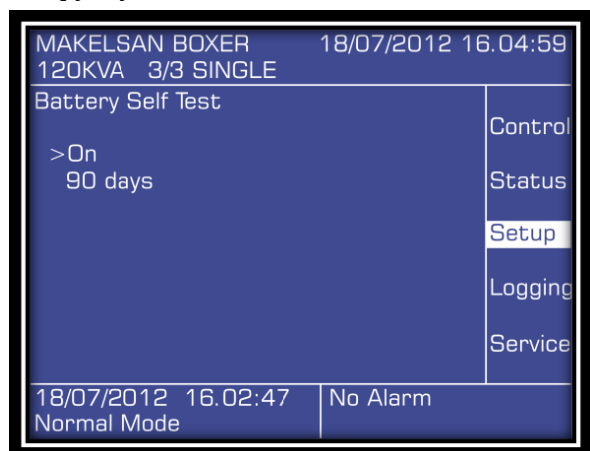 MAKELSAN BOXER 18/07/2012 16.04:59
120KVA 3/3 SINGLE
Battery Self Test
>On
90 days
Control
Status
Setup
Logging
Service
18/07/2012 16.02:47 No Alarm
Normal Mode